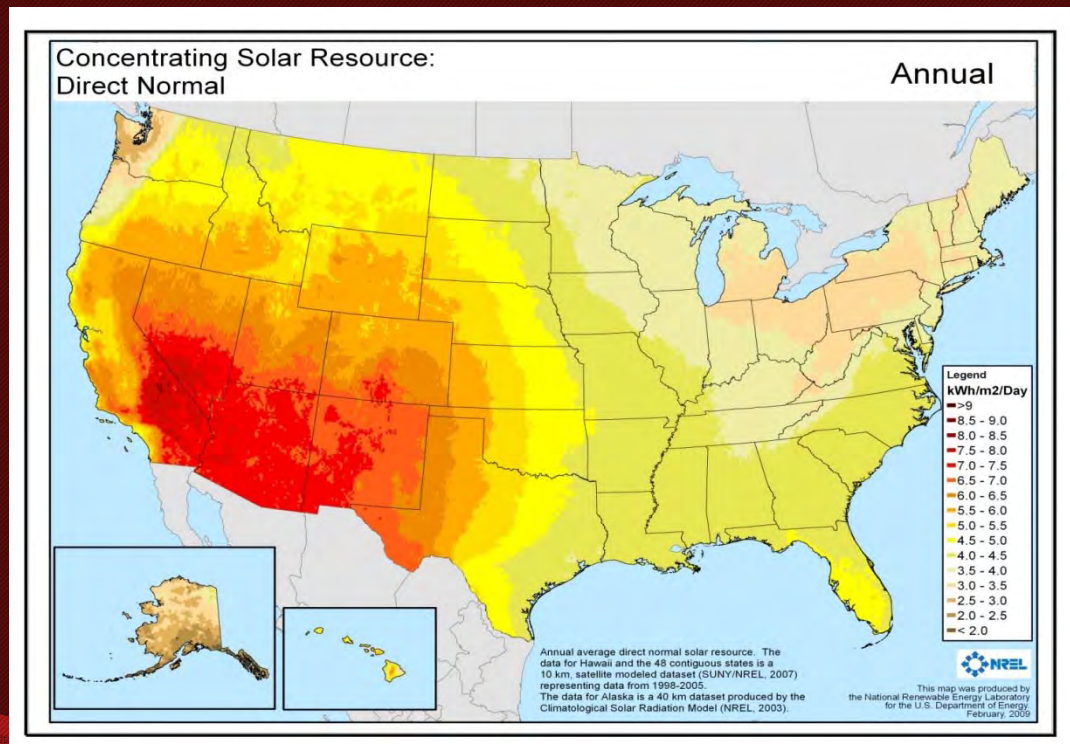 Concentrating Solar Resource:
Direct Normal
Annual
Legend
kWh/m2/Day
>9
8.5 - 9.0
8.0 - 8.5
7.5 - 8.0
7.0 - 7.5
6.5 - 7.0
6.0 - 6.5
5.5 - 6.0
5.0 - 5.5
4.5 - 5.0
4.0 - 4.5
3.5 - 4.0
3.0 - 3.5
2.5 - 3.0
2.0 - 2.5
< 2.0
Annual average direct normal solar resource. The
data for Hawaii and the 48 contiguous states is a
10 km, satellite modeled dataset (SUNY/NREL, 2007)
representing data from 1998-2005.
The data for Alaska is a 40 km dataset produced by the
Climatological Solar Radiation Model (NREL, 2003).
NREL
This map was produced by
the National Renewable Energy Laboratory
for the U.S. Department of Energy.
February, 2009